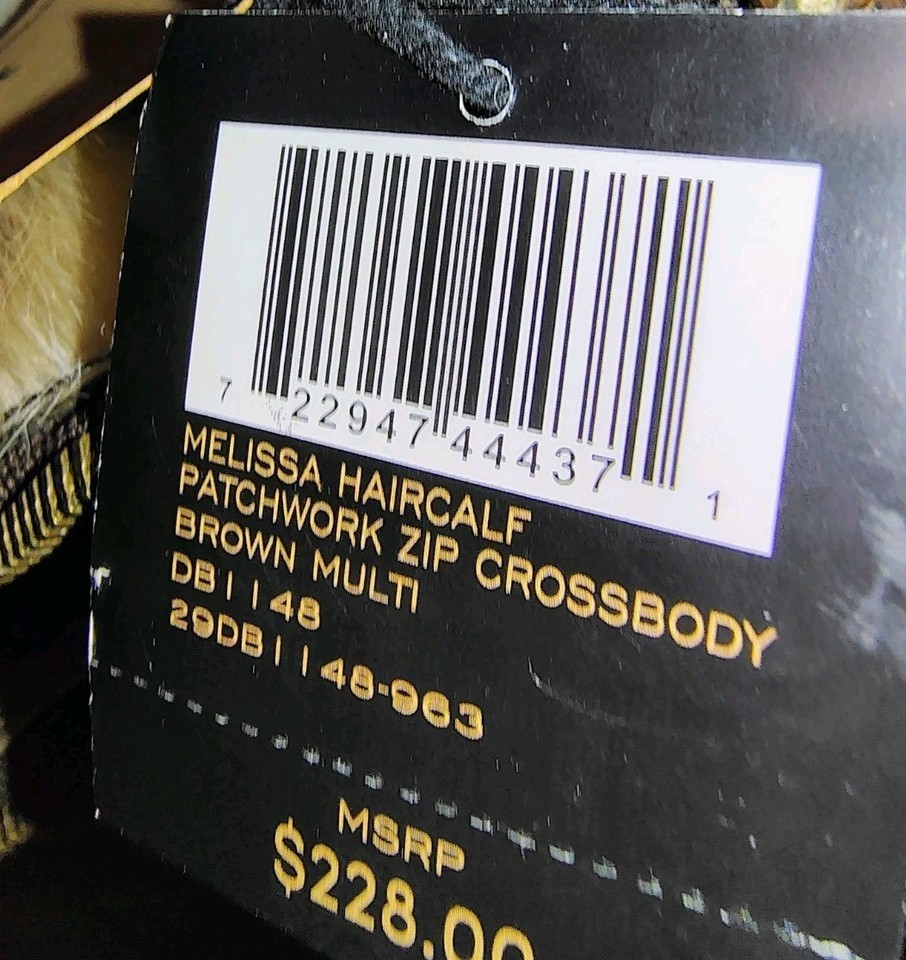 7 22947 44437 1
MELISSA HAIRCALF
PATCHWORK ZIP CROSSBODY
BROWN MULTI
DB1148
29DB1148-963
MSRP
$228.00